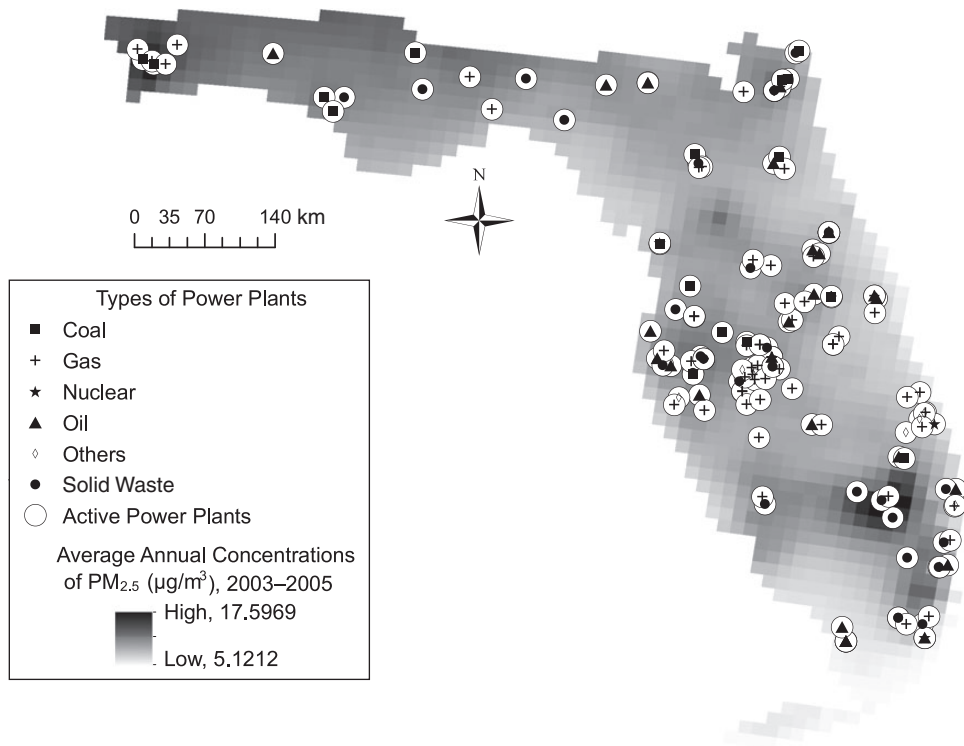 N
0 35 70 140 km
Types of Power Plants
Coal
Gas
Nuclear
Oil
Others
Solid Waste
Active Power Plants
Average Annual Concentrations
of PM2.5 (µg/m3), 2003–2005
High, 17.5969
Low, 5.1212